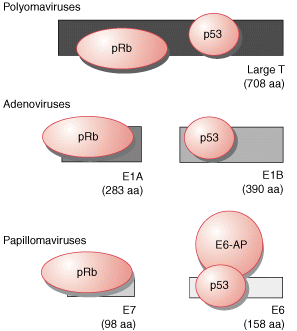 Polyomaviruses
pRb
p53
Large T
(708 aa)
Adenoviruses
pRb
p53
E1A
(283 aa)
E1B
(390 aa)
Papillomaviruses
E6-AP
pRb
p53
E7
(98 aa)
E6
(158 aa)